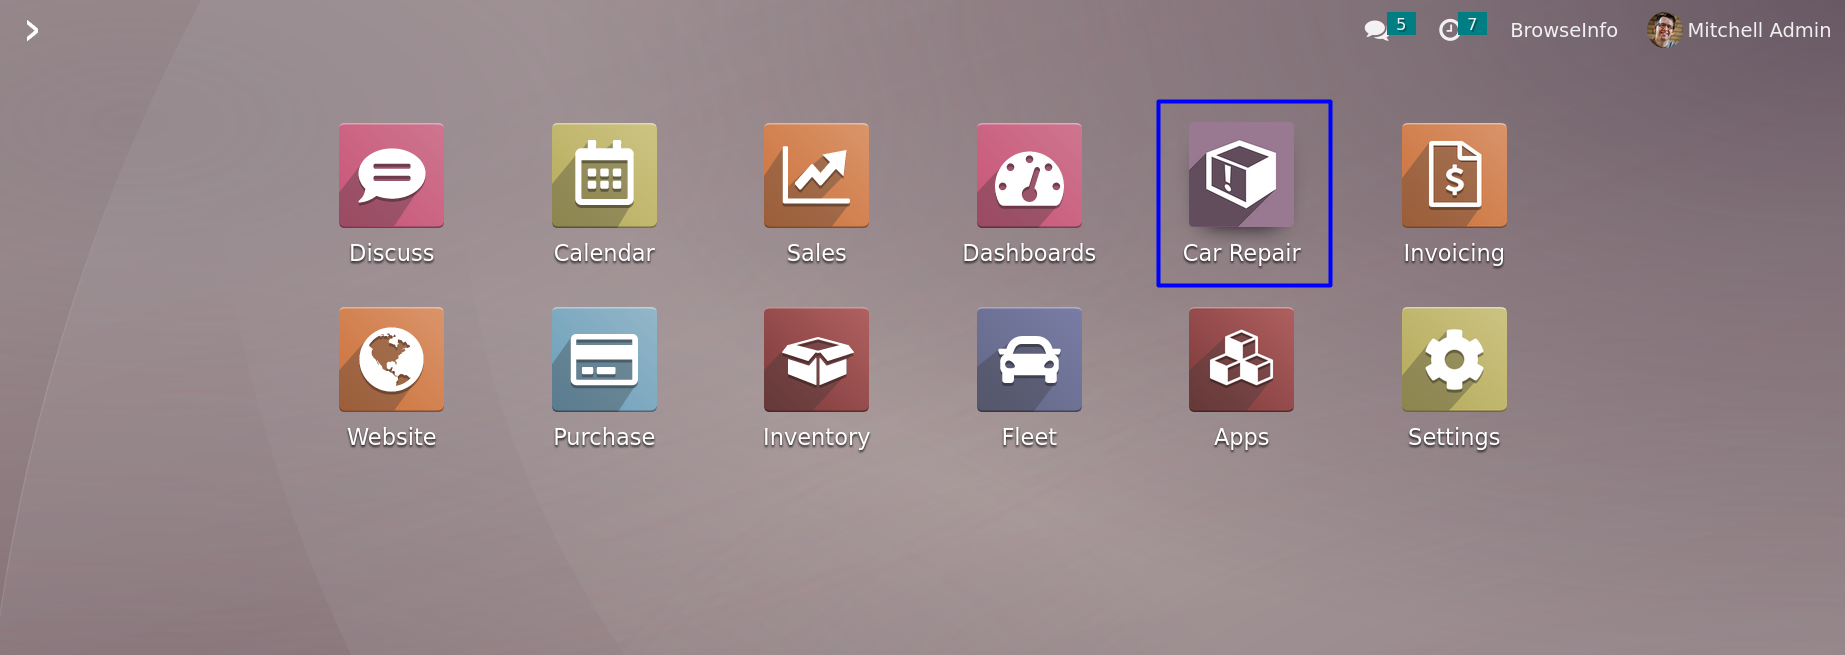 5 7 BrowseInfo Mitchell Admin
Discuss Calendar Sales Dashboards Car Repair Invoicing
Website Purchase Inventory Fleet Apps Settings